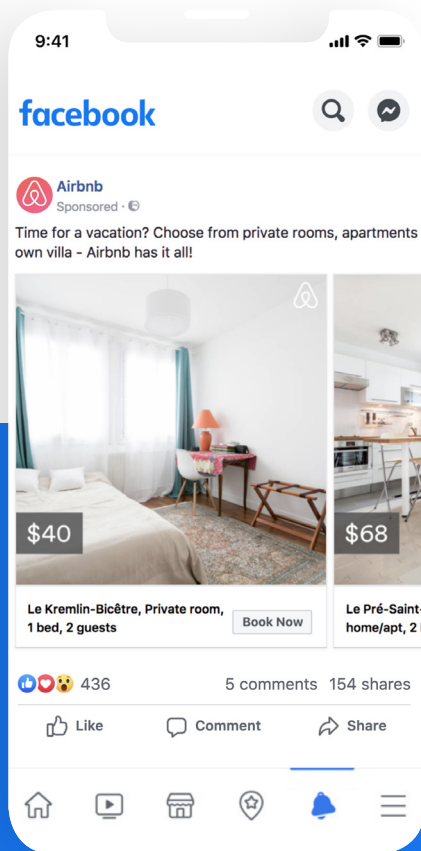 9:41
facebook
Airbnb
Sponsored ·
Time for a vacation? Choose from private rooms, apartments
own villa - Airbnb has it all!
$40
$68
Le Kremlin-Bicêtre, Private room,
1 bed, 2 guests
Book Now
Le Pré-Saint-
home/apt, 2
436
5 comments 154 shares
Like
Comment
Share